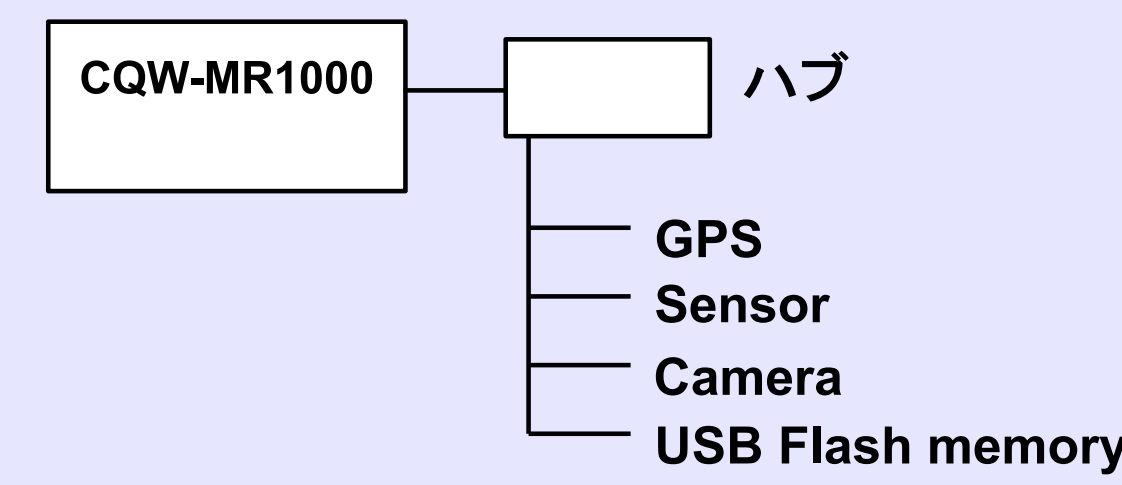 CQW-MR1000
ハブ
GPS
Sensor
Camera
USB Flash memory